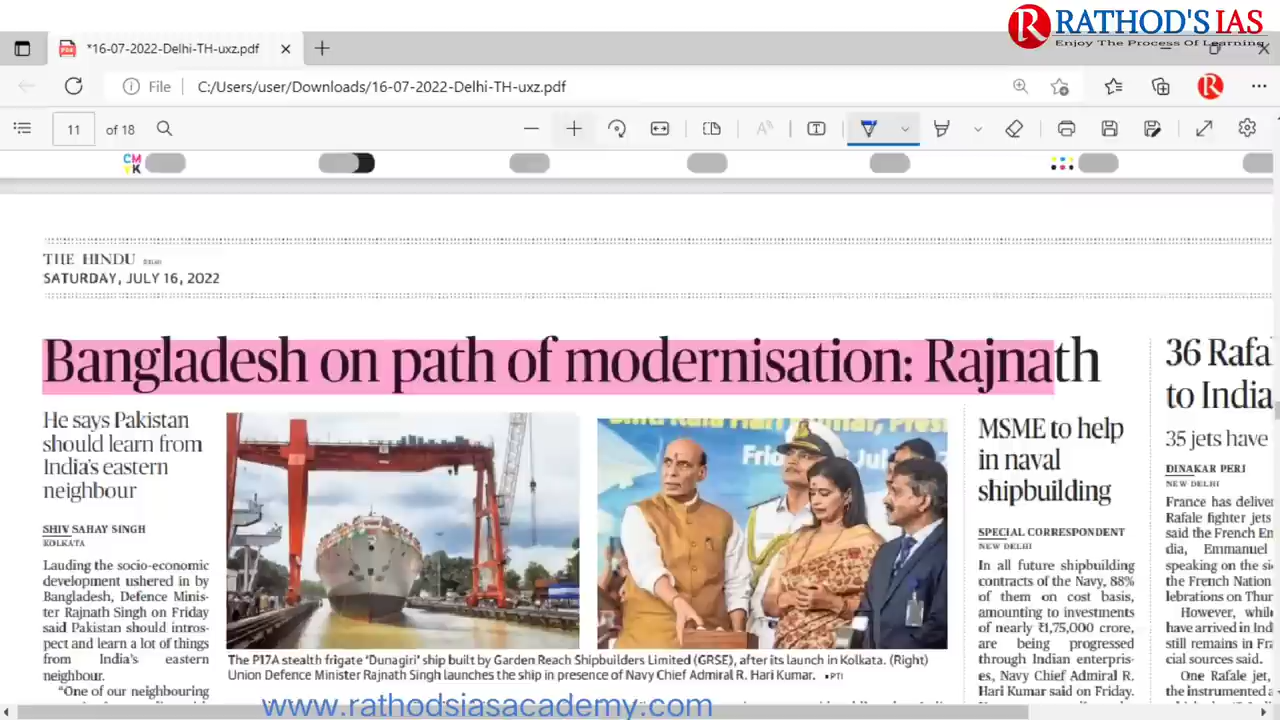 RATHOD'S IAS
Enjoy The Process Of Learning
*16-07-2022-Delhi-TH-uxz.pdf
File C:/Users/user/Downloads/16-07-2022-Delhi-TH-uxz.pdf
11 of 18
CM
YK
THE HINDU DELHI
SATURDAY, JULY 16, 2022
Bangladesh on path of modernisation: Rajnath
He says Pakistan
should learn from
India's eastern
neighbour
SHIV SAHAY SINGH
KOLKATA
Lauding the socio-economic
development ushered in by
Bangladesh, Defence Minis-
ter Rajnath Singh on Friday
said Pakistan should intros-
pect and learn a lot of things
from India's eastern
neighbour.
"One of our neighbouring
The P17A stealth frigate 'Dunagiri' ship built by Garden Reach Shipbuilders Limited (GRSE), after its launch in Kolkata. (Right)
Union Defence Minister Rajnath Singh launches the ship in presence of Navy Chief Admiral R. Hari Kumar. •PTI
MSME to help
in naval
shipbuilding
SPECIAL CORRESPONDENT
NEW DELHI
In all future shipbuilding
contracts of the Navy, 88%
of them on cost basis,
amounting to investments
of nearly ₹1,75,000 crore,
are being progressed
through Indian enterpris-
es, Navy Chief Admiral R.
Hari Kumar said on Friday.
36 Rafa
to India
35 jets have
DINAKAR PERI
NEW DELHI
France has deliver
Rafale fighter jets
said the French Em
dia, Emmanuel
speaking on the si
the French Nation
lebrations on Thur
However, while
have arrived in Ind
still remains in Fra
cial sources said.
One Rafale jet,
the instrumented a
www.rathodsiasacademy.com